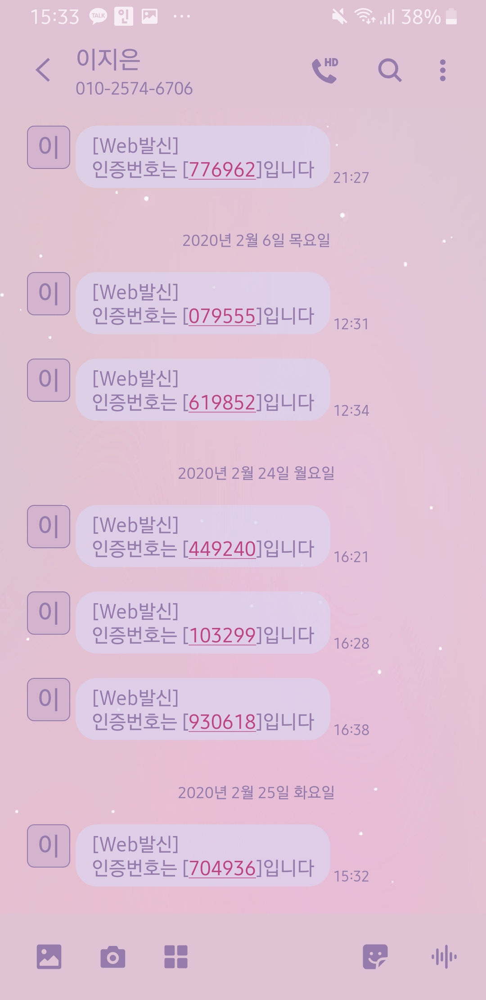 15:33 TALK 인 38%
이지은
HD
010-2574-6706
이
[Web발신]
인증번호는 [776962]입니다
21:27
2020년 2월 6일 목요일
이
[Web발신]
인증번호는 [079555]입니다
12:31
이
[Web발신]
인증번호는 [619852]입니다
12:34
2020년 2월 24일 월요일
이
[Web발신]
인증번호는 [449240]입니다
16:21
이
[Web발신]
인증번호는 [103299]입니다
16:28
이
[Web발신]
인증번호는 [930618]입니다
16:38
2020년 2월 25일 화요일
이
[Web발신]
인증번호는 [704936]입니다
15:32